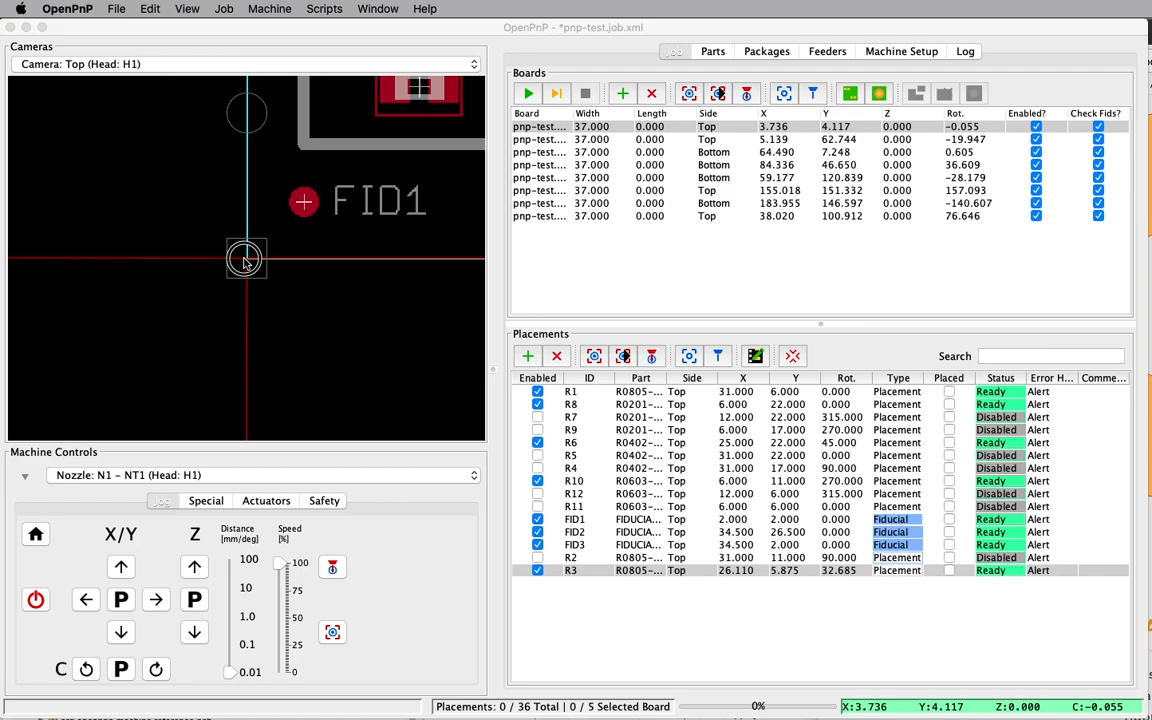 OpenPnP File Edit View Job Machine Scripts Window Help
OpenPnP - *pnp-test.job.xml
Cameras
Camera: Top (Head: H1)
FID1
Machine Controls
Nozzle: N1 - NT1 (Head: H1)
Jog Special Actuators Safety
X/Y Z Distance [mm/deg] Speed [%]
100 100
10 75
1.0 50
0.1 25
0.01 0
P P
C P
Job Parts Packages Feeders Machine Setup Log
Boards
Board Width Length Side X Y Z Rot. Enabled? Check Fids?
pnp-test.... 37.000 0.000 Top 3.736 4.117 0.000 -0.055
pnp-test.... 37.000 0.000 Top 5.139 62.744 0.000 -19.947
pnp-test.... 37.000 0.000 Bottom 64.490 7.248 0.000 0.605
pnp-test.... 37.000 0.000 Bottom 84.336 46.650 0.000 36.609
pnp-test.... 37.000 0.000 Bottom 59.177 120.839 0.000 -28.179
pnp-test.... 37.000 0.000 Top 155.018 151.332 0.000 157.093
pnp-test.... 37.000 0.000 Bottom 183.955 146.597 0.000 -140.607
pnp-test.... 37.000 0.000 Top 38.020 100.912 0.000 76.646
Placements
Search
Enabled ID Part Side X Y Rot. Type Placed Status Error H... Comme...
R1 R0805-... Top 31.000 6.000 0.000 Placement Ready Alert
R8 R0201-... Top 6.000 22.000 0.000 Placement Ready Alert
R7 R0201-... Top 12.000 22.000 315.000 Placement Disabled Alert
R9 R0201-... Top 6.000 17.000 270.000 Placement Disabled Alert
R6 R0402-... Top 25.000 22.000 45.000 Placement Ready Alert
R5 R0402-... Top 31.000 22.000 0.000 Placement Disabled Alert
R4 R0402-... Top 31.000 17.000 90.000 Placement Disabled Alert
R10 R0603-... Top 6.000 11.000 270.000 Placement Ready Alert
R12 R0603-... Top 12.000 6.000 315.000 Placement Disabled Alert
R11 R0603-... Top 6.000 6.000 0.000 Placement Disabled Alert
FID1 FIDUCIA... Top 2.000 2.000 0.000 Fiducial Ready Alert
FID2 FIDUCIA... Top 34.500 26.500 0.000 Fiducial Ready Alert
FID3 FIDUCIA... Top 34.500 2.000 0.000 Fiducial Ready Alert
R2 R0805-... Top 31.000 11.000 90.000 Placement Disabled Alert
R3 R0805-... Top 26.110 5.875 32.685 Placement Ready Alert
Placements: 0 / 36 Total | 0 / 5 Selected Board 0% X:3.736 Y:4.117 Z:0.000 C:-0.055